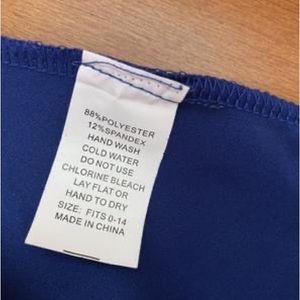 88%POLYESTER
12%SPANDEX
HAND WASH
COLD WATER
DO NOT USE
CHLORINE BLEACH
LAY FLAT OR
HAND TO DRY
SIZE: FITS 0-14
MADE IN CHINA